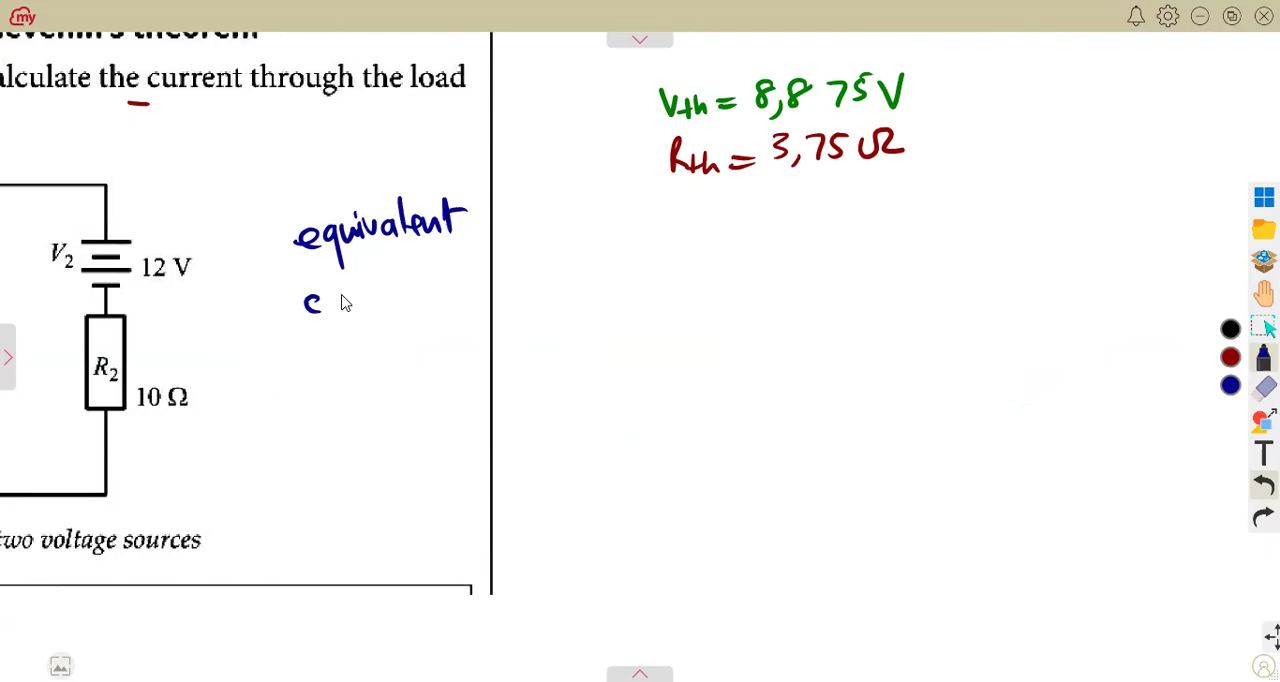 my
alculate the current through the load
V₂
12 V
R₂
10 Ω
two voltage sources
equivalent
c
Vth = 8,875 V
Rth = 3,75 Ω
T